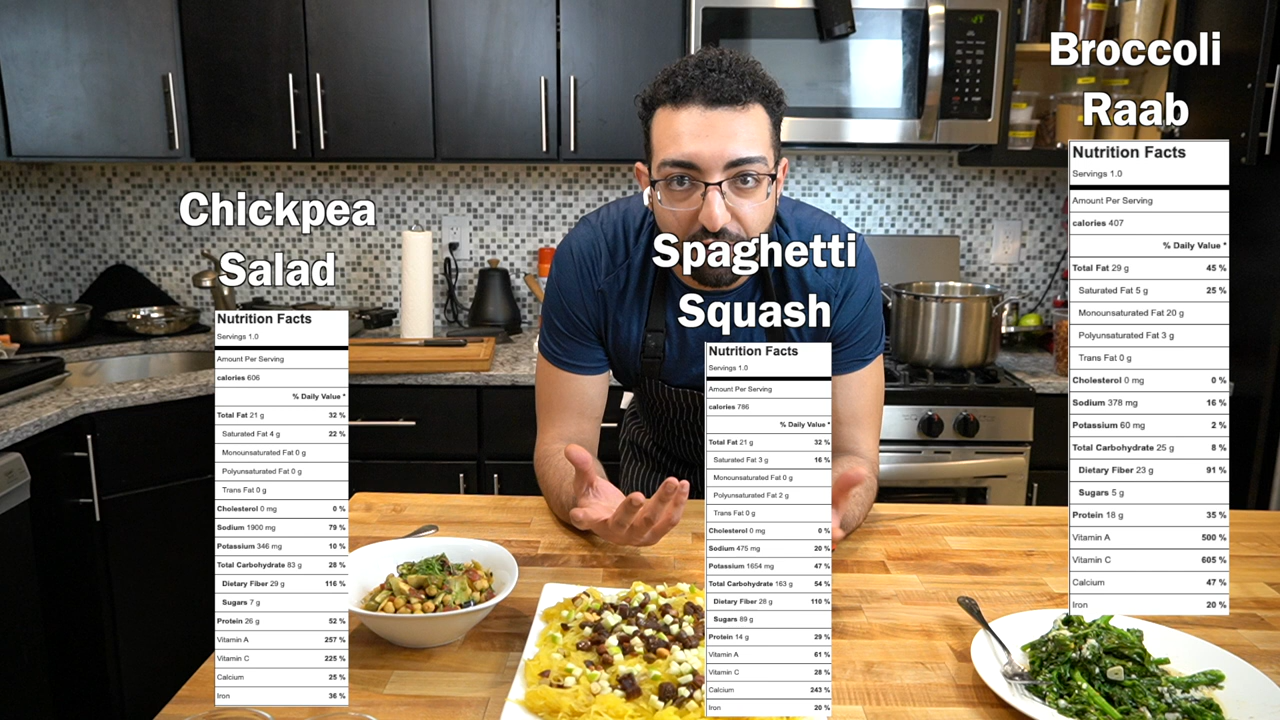 Chickpea
Salad
Nutrition Facts
Servings 1.0
Amount Per Serving
calories 606
% Daily Value *
Total Fat 21 g 32 %
Saturated Fat 4 g 22 %
Monounsaturated Fat 0 g
Polyunsaturated Fat 0 g
Trans Fat 0 g
Cholesterol 0 mg 0 %
Sodium 1900 mg 79 %
Potassium 346 mg 10 %
Total Carbohydrate 83 g 28 %
Dietary Fiber 29 g 116 %
Sugars 7 g
Protein 26 g 52 %
Vitamin A 257 %
Vitamin C 225 %
Calcium 25 %
Iron 36 %
Spaghetti
Squash
Nutrition Facts
Servings 1.0
Amount Per Serving
calories 786
% Daily Value *
Total Fat 21 g 32 %
Saturated Fat 3 g 16 %
Monounsaturated Fat 0 g
Polyunsaturated Fat 2 g
Trans Fat 0 g
Cholesterol 0 mg 0 %
Sodium 475 mg 20 %
Potassium 1654 mg 47 %
Total Carbohydrate 163 g 54 %
Dietary Fiber 28 g 110 %
Sugars 89 g
Protein 14 g 29 %
Vitamin A 61 %
Vitamin C 28 %
Calcium 243 %
Iron 20 %
Broccoli
Raab
Nutrition Facts
Servings 1.0
Amount Per Serving
calories 407
% Daily Value *
Total Fat 29 g 45 %
Saturated Fat 5 g 25 %
Monounsaturated Fat 20 g
Polyunsaturated Fat 3 g
Trans Fat 0 g
Cholesterol 0 mg 0 %
Sodium 378 mg 16 %
Potassium 60 mg 2 %
Total Carbohydrate 25 g 8 %
Dietary Fiber 23 g 91 %
Sugars 5 g
Protein 18 g 35 %
Vitamin A 500 %
Vitamin C 605 %
Calcium 47 %
Iron 20 %